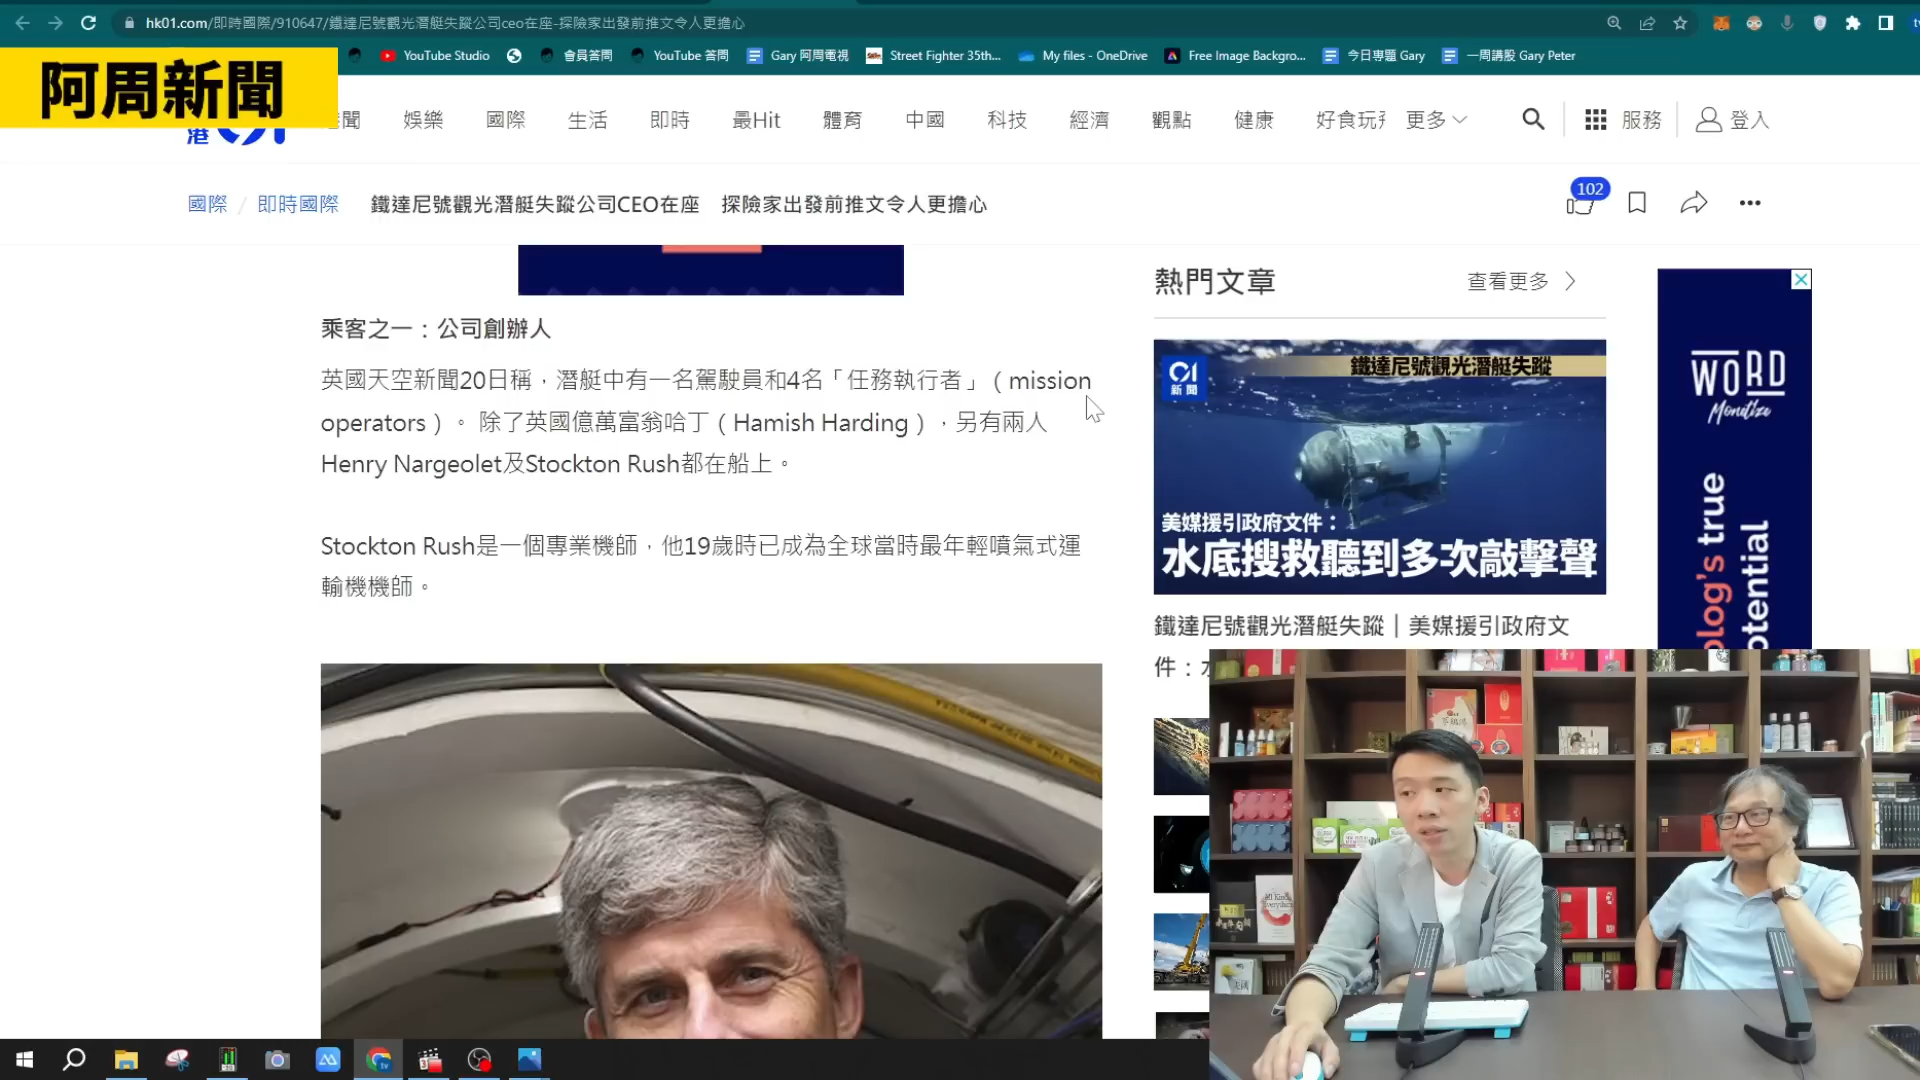 hk01.com/即時國際/910647/鐵達尼號觀光潛艇失蹤公司ceo在座-探險家出發前推文令人更擔心
YouTube Studio
會員答問
YouTube 答問
Gary 阿周電視
Street Fighter 35th...
My files - OneDrive
Free Image Backgro...
今日專題 Gary
一周講股 Gary Peter
阿周新聞
港
聞
娛樂
國際
生活
即時
最Hit
體育
中國
科技
經濟
觀點
健康
好食玩飛
更多
服務
登入
國際 / 即時國際
鐵達尼號觀光潛艇失蹤公司CEO在座 探險家出發前推文令人更擔心
102
乘客之一：公司創辦人
英國天空新聞20日稱，潛艇中有一名駕駛員和4名「任務執行者」（mission
operators）。 除了英國億萬富翁哈丁（Hamish Harding），另有兩人
Henry Nargeolet及Stockton Rush都在船上。
Stockton Rush是一個專業機師，他19歲時已成為全球當時最年輕噴氣式運
輸機機師。
熱門文章
查看更多
01
新聞
鐵達尼號觀光潛艇失蹤
美媒援引政府文件：
水底搜救聽到多次敲擊聲
鐵達尼號觀光潛艇失蹤｜美媒援引政府文
件：水
WORD
Monetize
blog's true
potential